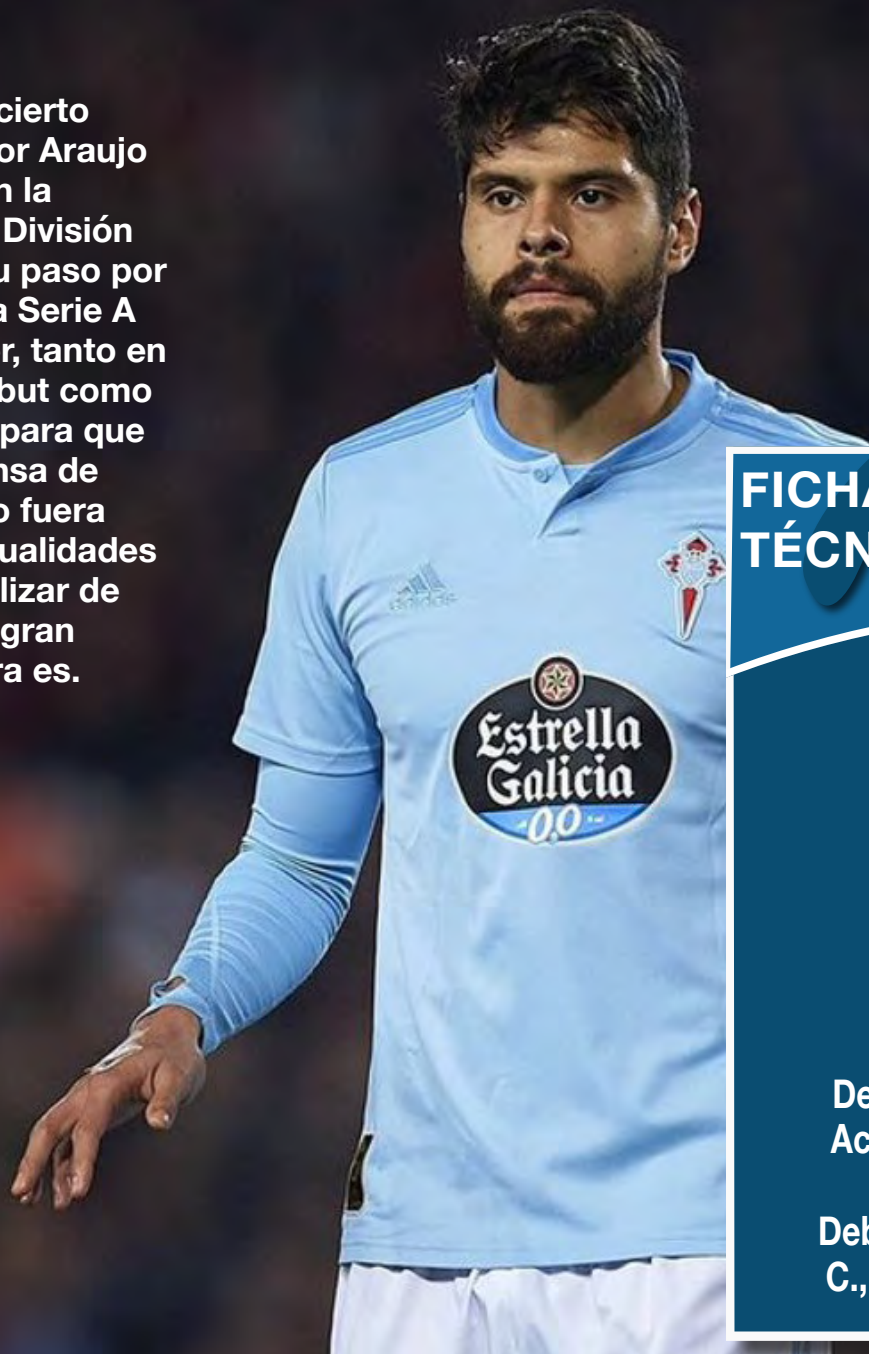 cierto
or Araujo
n la
División
u paso por
a Serie A
r, tanto en
but como
para que
nsa de
o fuera
ualidades
lizar de
gran
ra es.
adidas
Estrella
Galicia
0,0
FICHA
TÉCN
De
Ac
Deb
C.,